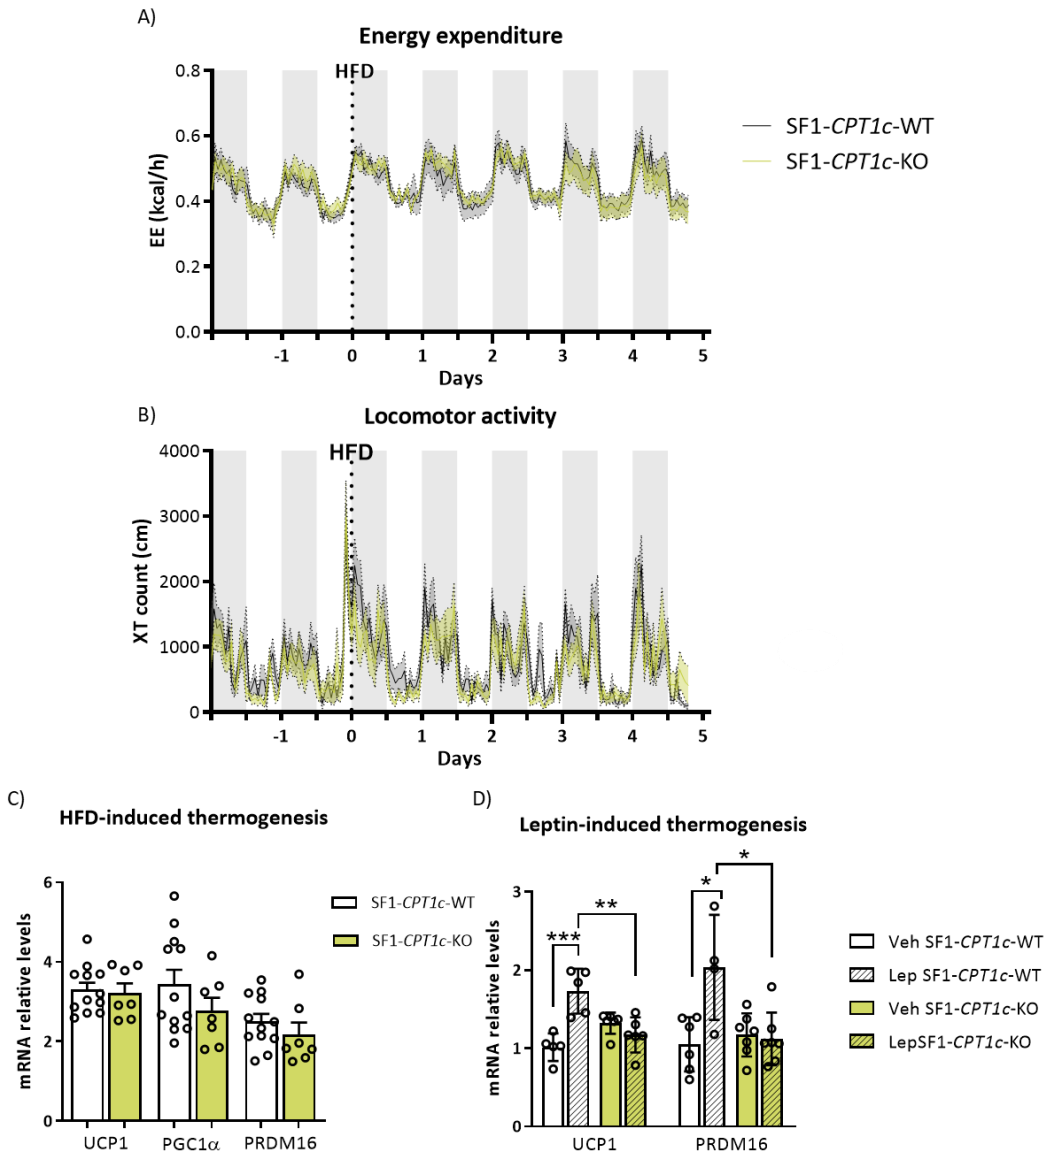 A)
Energy expenditure
HFD
0.8
0.6
0.4
0.2
0.0
EE (kcal/h)
-1 0 1 2 3 4 5
Days
SF1-CPT1c-WT
SF1-CPT1c-KO
B)
Locomotor activity
HFD
4000
3000
2000
1000
0
XT count (cm)
-1 0 1 2 3 4 5
Days
C)
HFD-induced thermogenesis
6
4
2
0
mRNA relative levels
UCP1 PGC1α PRDM16
SF1-CPT1c-WT
SF1-CPT1c-KO
D)
Leptin-induced thermogenesis
3
2
1
0
mRNA relative levels
*** ** * *
UCP1 PRDM16
Veh SF1-CPT1c-WT
Lep SF1-CPT1c-WT
Veh SF1-CPT1c-KO
LepSF1-CPT1c-KO